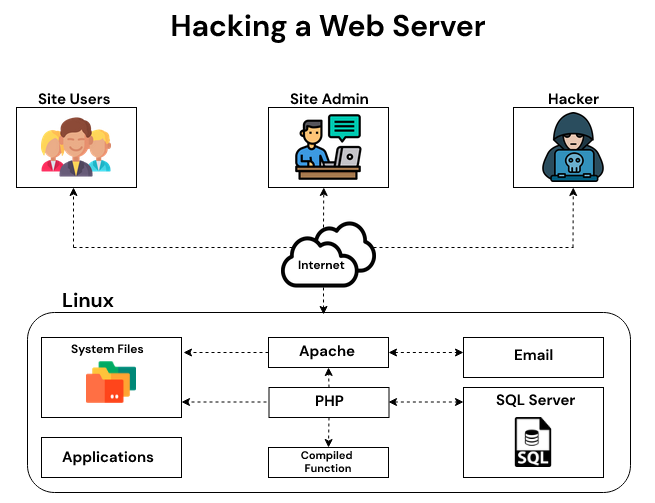 Hacking a Web Server
Site Users
Site Admin
Hacker
Internet
Linux
System Files
Apache
Email
PHP
SQL Server
SQL
Applications
Compiled
Function